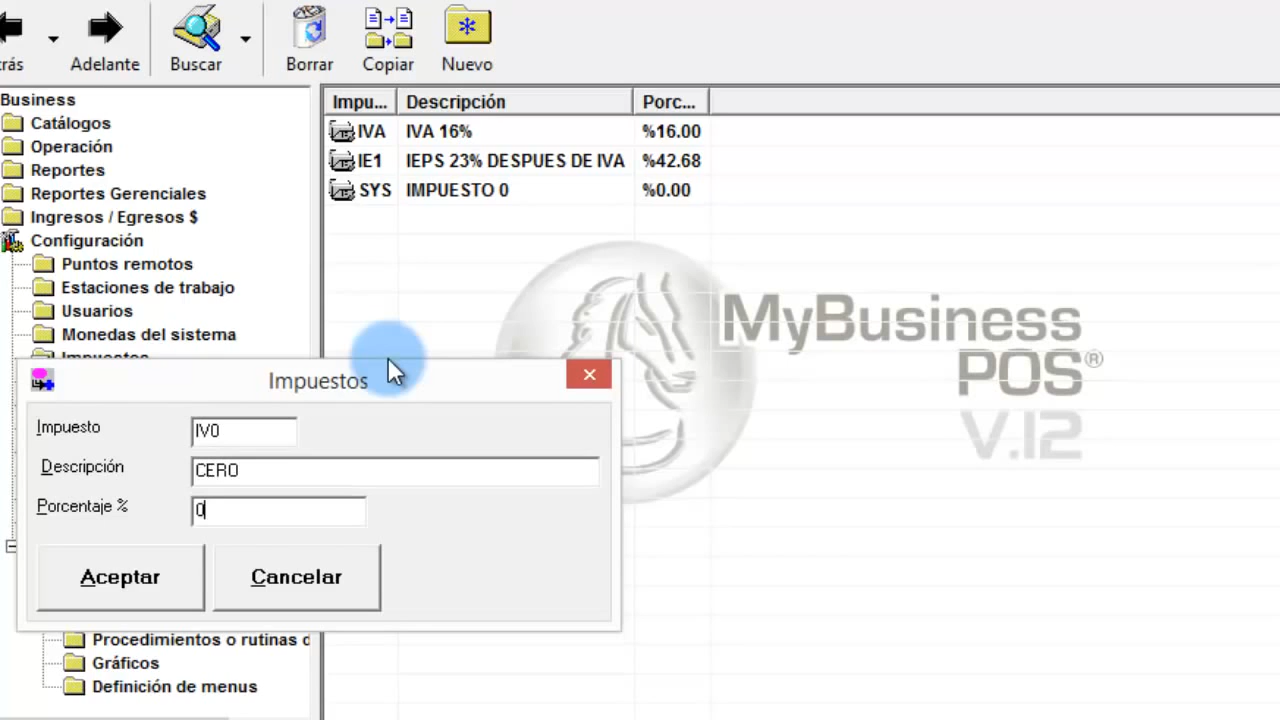 rás
Adelante
Buscar
Borrar
Copiar
Nuevo
Business
Catálogos
Operación
Reportes
Reportes Gerenciales
Ingresos / Egresos $
Configuración
Puntos remotos
Estaciones de trabajo
Usuarios
Monedas del sistema
Impuestos
Procedimientos o rutinas d
Gráficos
Definición de menus
Impu... Descripción Porc...
IVA IVA 16% %16.00
IE1 IEPS 23% DESPUES DE IVA %42.68
SYS IMPUESTO 0 %0.00
MyBusiness
POS®
V.12
Impuestos
Impuesto IV0
Descripción CERO
Porcentaje % 0
Aceptar Cancelar